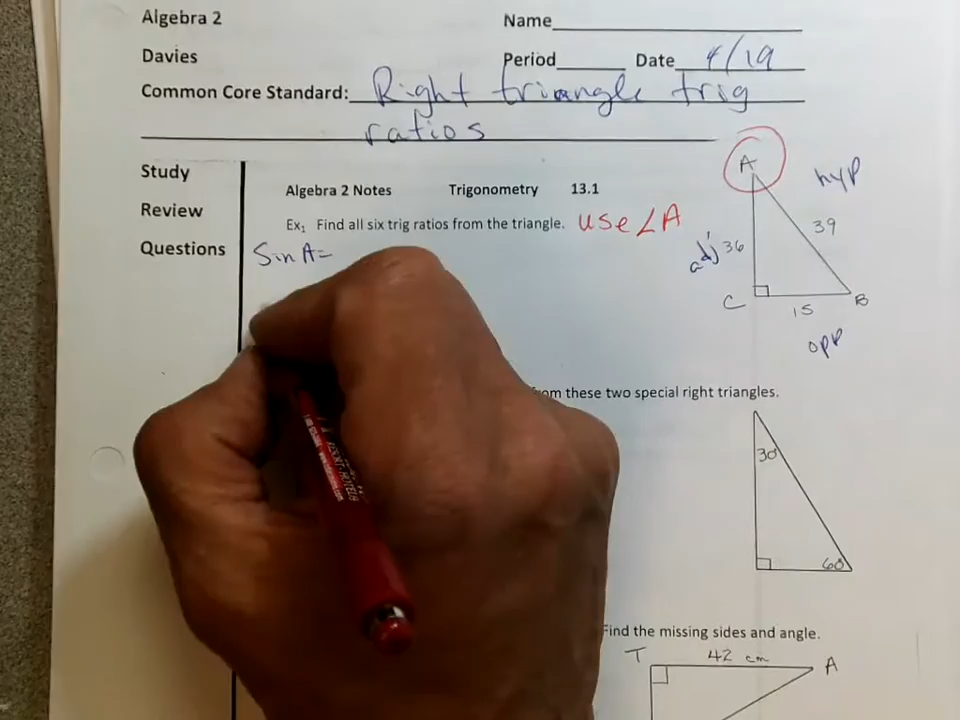 Algebra 2 Name
Davies Period Date 4/19
Common Core Standard: Right triangle trig
ratios
Study
Review
Questions
Algebra 2 Notes Trigonometry 13.1
Ex1 Find all six trig ratios from the triangle. use ∠A
Sin A=
A
hyp
39
adj 36
C
15
B
opp
from these two special right triangles.
30
60
Find the missing sides and angle.
T 42 cm A